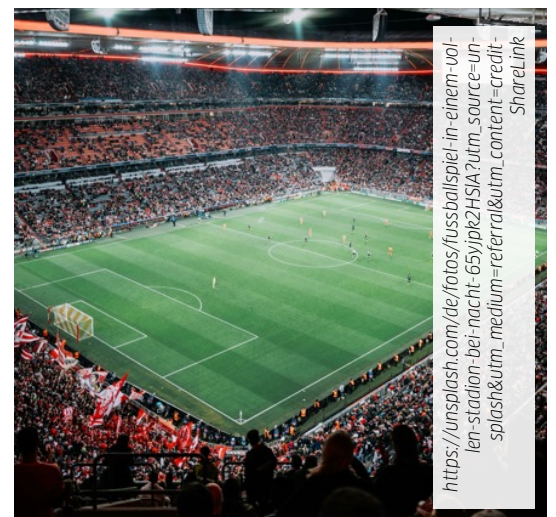 https://unsplash.com/de/fotos/fussballspiel-in-einem-vol-
len-stadion-bei-nacht-65yjpk2HSIA?utm_source=un-
splash&utm_medium=referral&utm_content=credit-
ShareLink